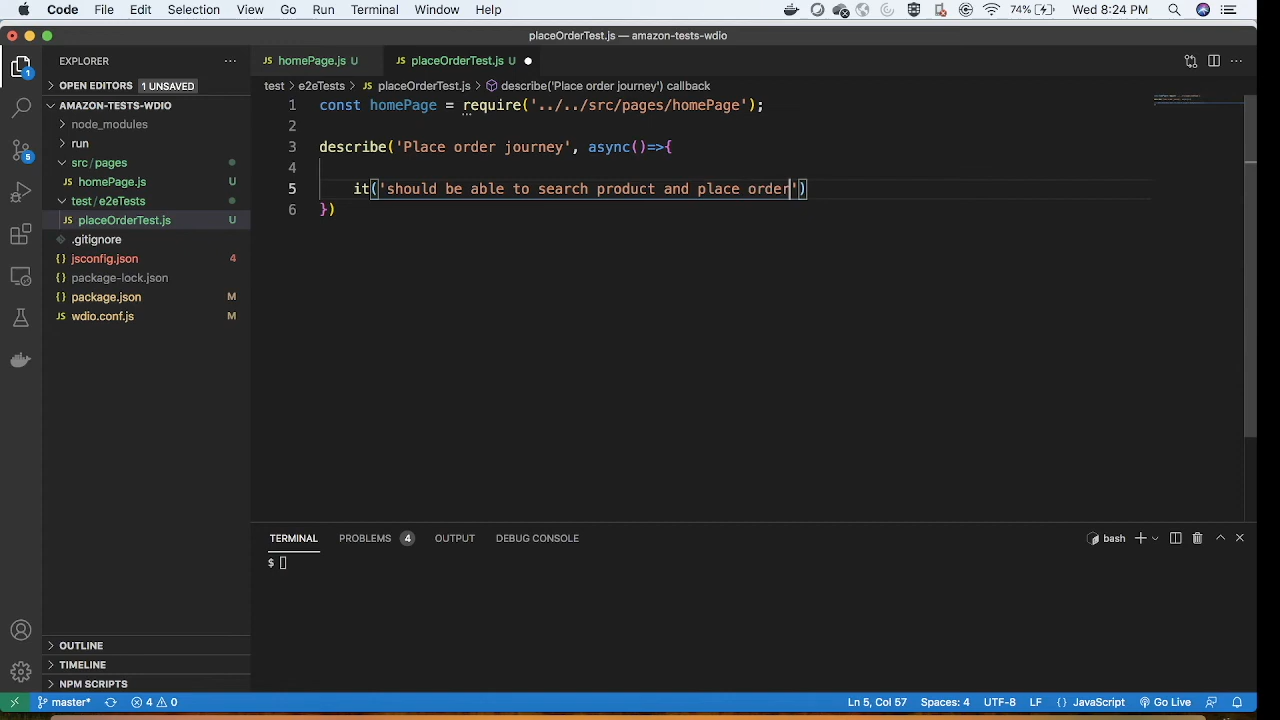 Code File Edit Selection View Go Run Terminal Window Help 74% Wed 8:24 PM
placeOrderTest.js — amazon-tests-wdio
EXPLORER
OPEN EDITORS 1 UNSAVED
AMAZON-TESTS-WDIO
node_modules
run
src/pages
homePage.js U
test/e2eTests
JS placeOrderTest.js U
.gitignore
{} jsconfig.json 4
{} package-lock.json
{} package.json M
JS wdio.conf.js M
OUTLINE
TIMELINE
NPM SCRIPTS
1
5
JS homePage.js U JS placeOrderTest.js U
test > e2eTests > JS placeOrderTest.js > describe('Place order journey') callback
1 const homePage = require('../../src/pages/homePage');
2
3 describe('Place order journey', async()=>{
4
5 it('should be able to search product and place order')
6 })
TERMINAL PROBLEMS 4 OUTPUT DEBUG CONSOLE bash
$
master* 4 0 Ln 5, Col 57 Spaces: 4 UTF-8 LF {} JavaScript Go Live